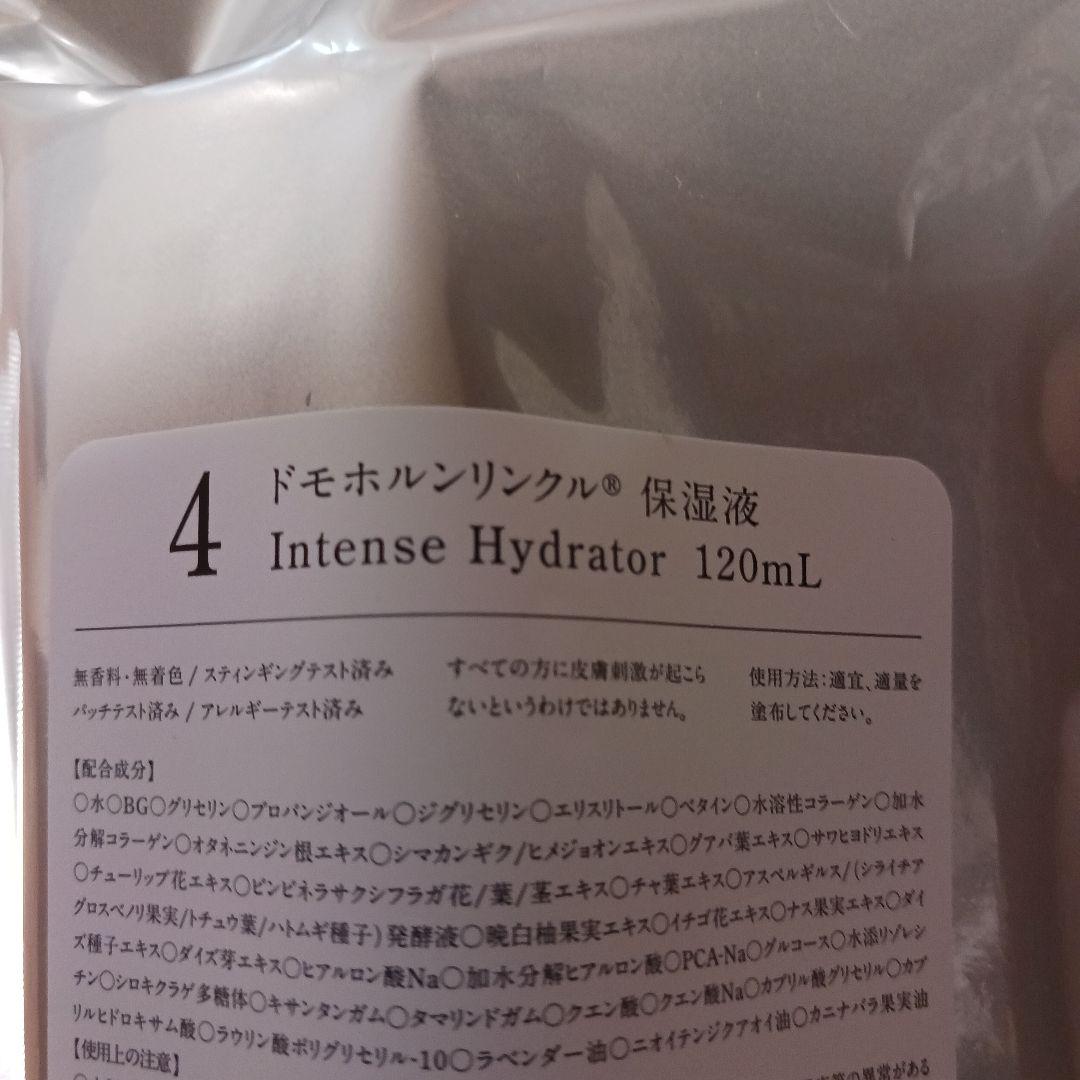 4 ドモホルンリンクル® 保湿液
Intense Hydrator 120mL
無香料・無着色 / スティンギングテスト済み
パッチテスト済み / アレルギーテスト済み
すべての方に皮膚刺激が起こら
ないというわけではありません。
使用方法：適宜、適量を
塗布してください。
【配合成分】
○水○BG○グリセリン○プロパンジオール○ジグリセリン○エリスリトール○ベタイン○水溶性コラーゲン○加水
分解コラーゲン○オタネニンジン根エキス○シマカンギク/ヒメジョオンエキス○グアバ葉エキス○サワヒヨドリエキス
○チューリップ花エキス○ピンピネラサクシフラガ花/葉/茎エキス○チャ葉エキス○アスペルギルス/(シライチア
グロスベノリ果実/トチュウ葉/ハトムギ種子)発酵液○晩白柚果実エキス○イチゴ花エキス○ナス果実エキス○ダイ
ズ種子エキス○ダイズ芽エキス○ヒアルロン酸Na○加水分解ヒアルロン酸○PCA-Na○グルコース○水添リゾレシ
チン○シロキクラゲ多糖体○キサンタンガム○タマリンドガム○クエン酸○クエン酸Na○カプリル酸グリセリル○カプ
リルヒドロキサム酸○ラウリン酸ポリグリセリル-10○ラベンダー油○ニオイテンジクアオイ油○カニナバラ果実油
【使用上の注意】
の異常がある